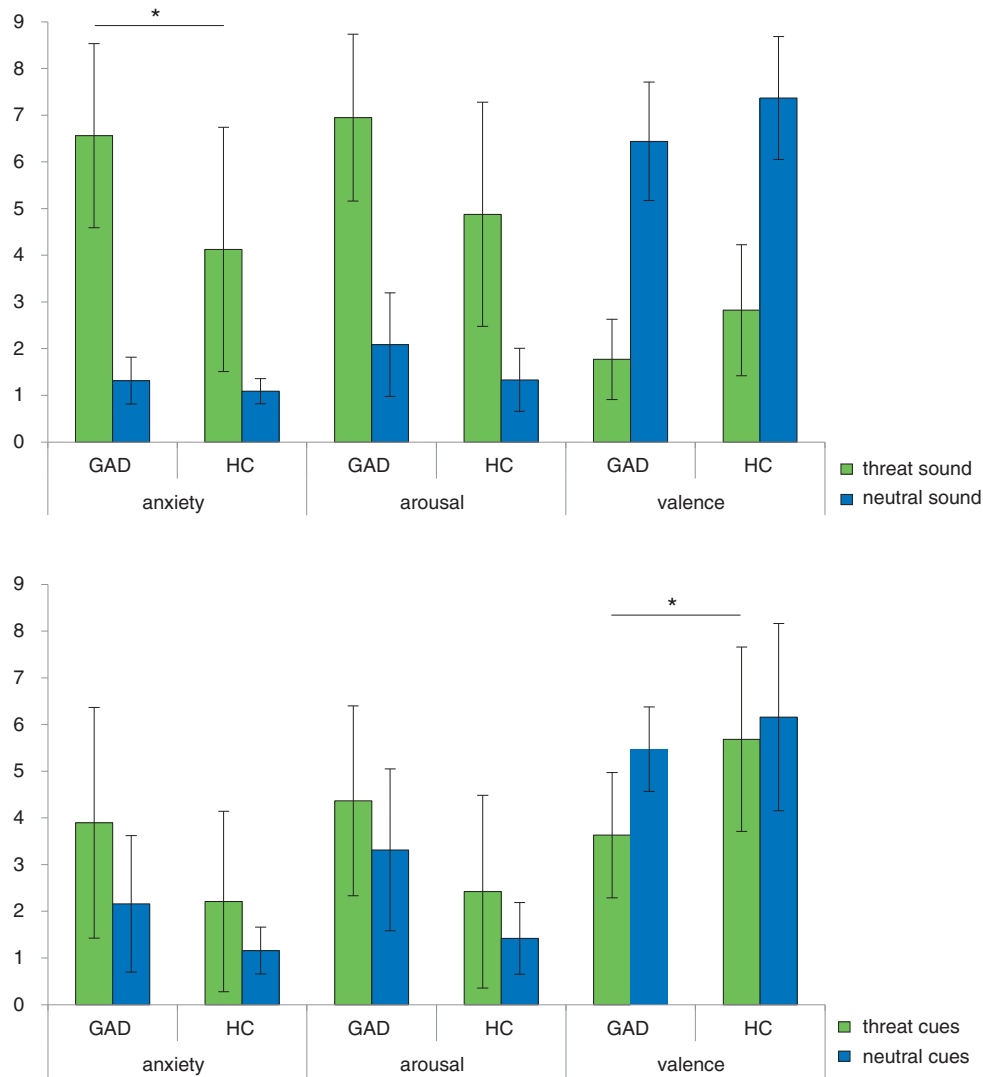 9
*
8
7
6
5
4
3
2
1
0
GAD HC GAD HC GAD HC
anxiety arousal valence
threat sound
neutral sound
9
*
8
7
6
5
4
3
2
1
0
GAD HC GAD HC GAD HC
anxiety arousal valence
threat cues
neutral cues